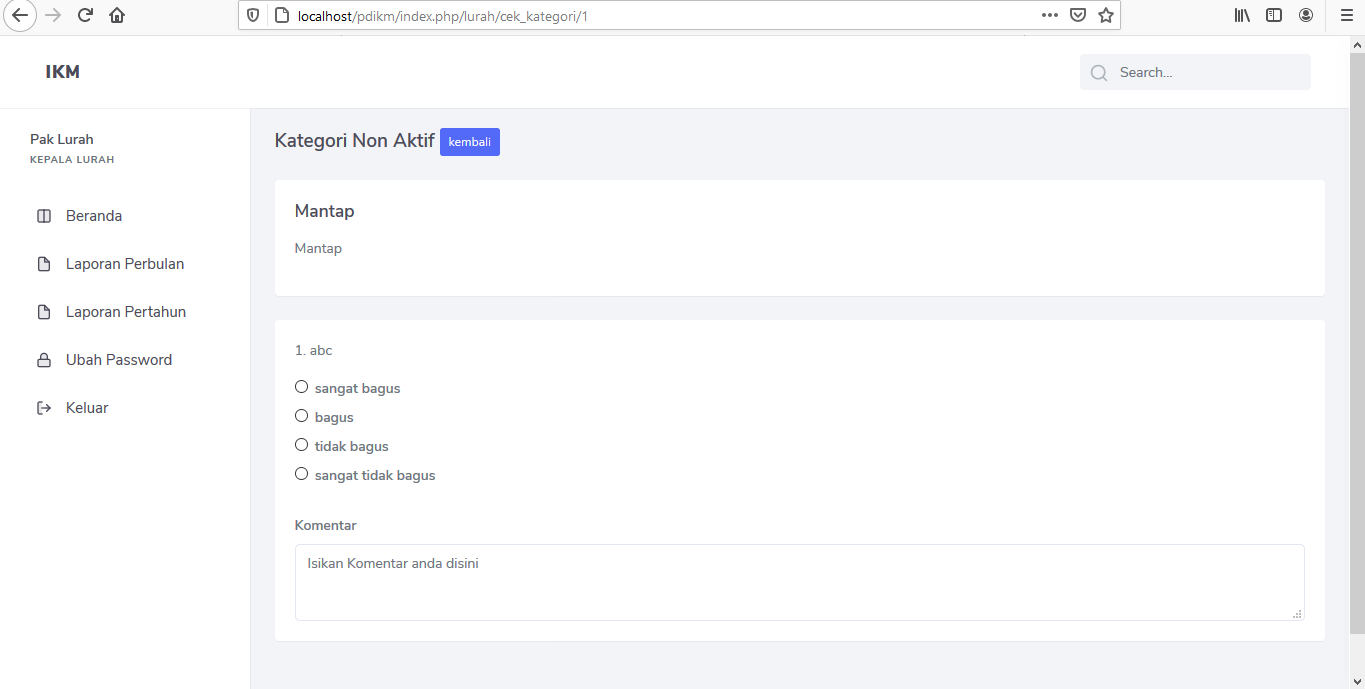 localhost/pdikm/index.php/lurah/cek_kategori/1
IKM
Search...
Pak Lurah
KEPALA LURAH
Beranda
Laporan Perbulan
Laporan Pertahun
Ubah Password
Keluar
Kategori Non Aktif kembali
Mantap
Mantap
1. abc
sangat bagus
bagus
tidak bagus
sangat tidak bagus
Komentar
Isikan Komentar anda disini